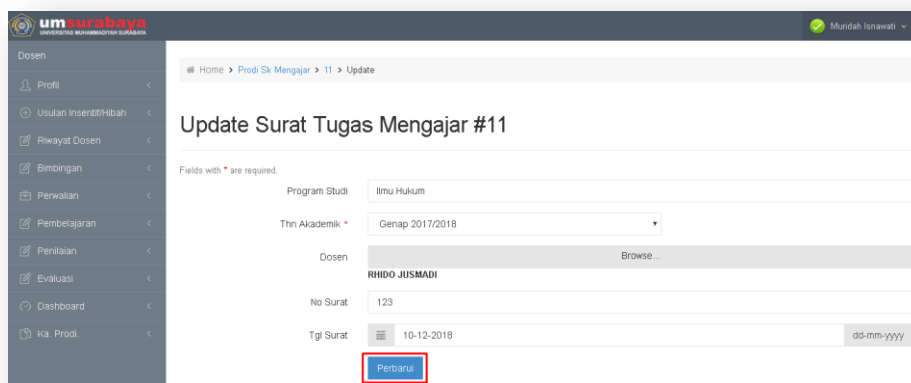 umsurabaya
UNIVERSITAS MUHAMMADIYAH SURABAYA
Muridah Isnawati
Dosen
Profil
Usulan Insentif/Hibah
Riwayat Dosen
Bimbingan
Perwalian
Pembelajaran
Penilaian
Evaluasi
Dashboard
Ka. Prodi.
Home > Prodi Sk Mengajar > 11 > Update
Update Surat Tugas Mengajar #11
Fields with * are required.
Program Studi Ilmu Hukum
Thn Akademik * Genap 2017/2018
Dosen Browse...
RHIDO JUSMADI
No Surat 123
Tgl Surat 10-12-2018 dd-mm-yyyy
Perbarui